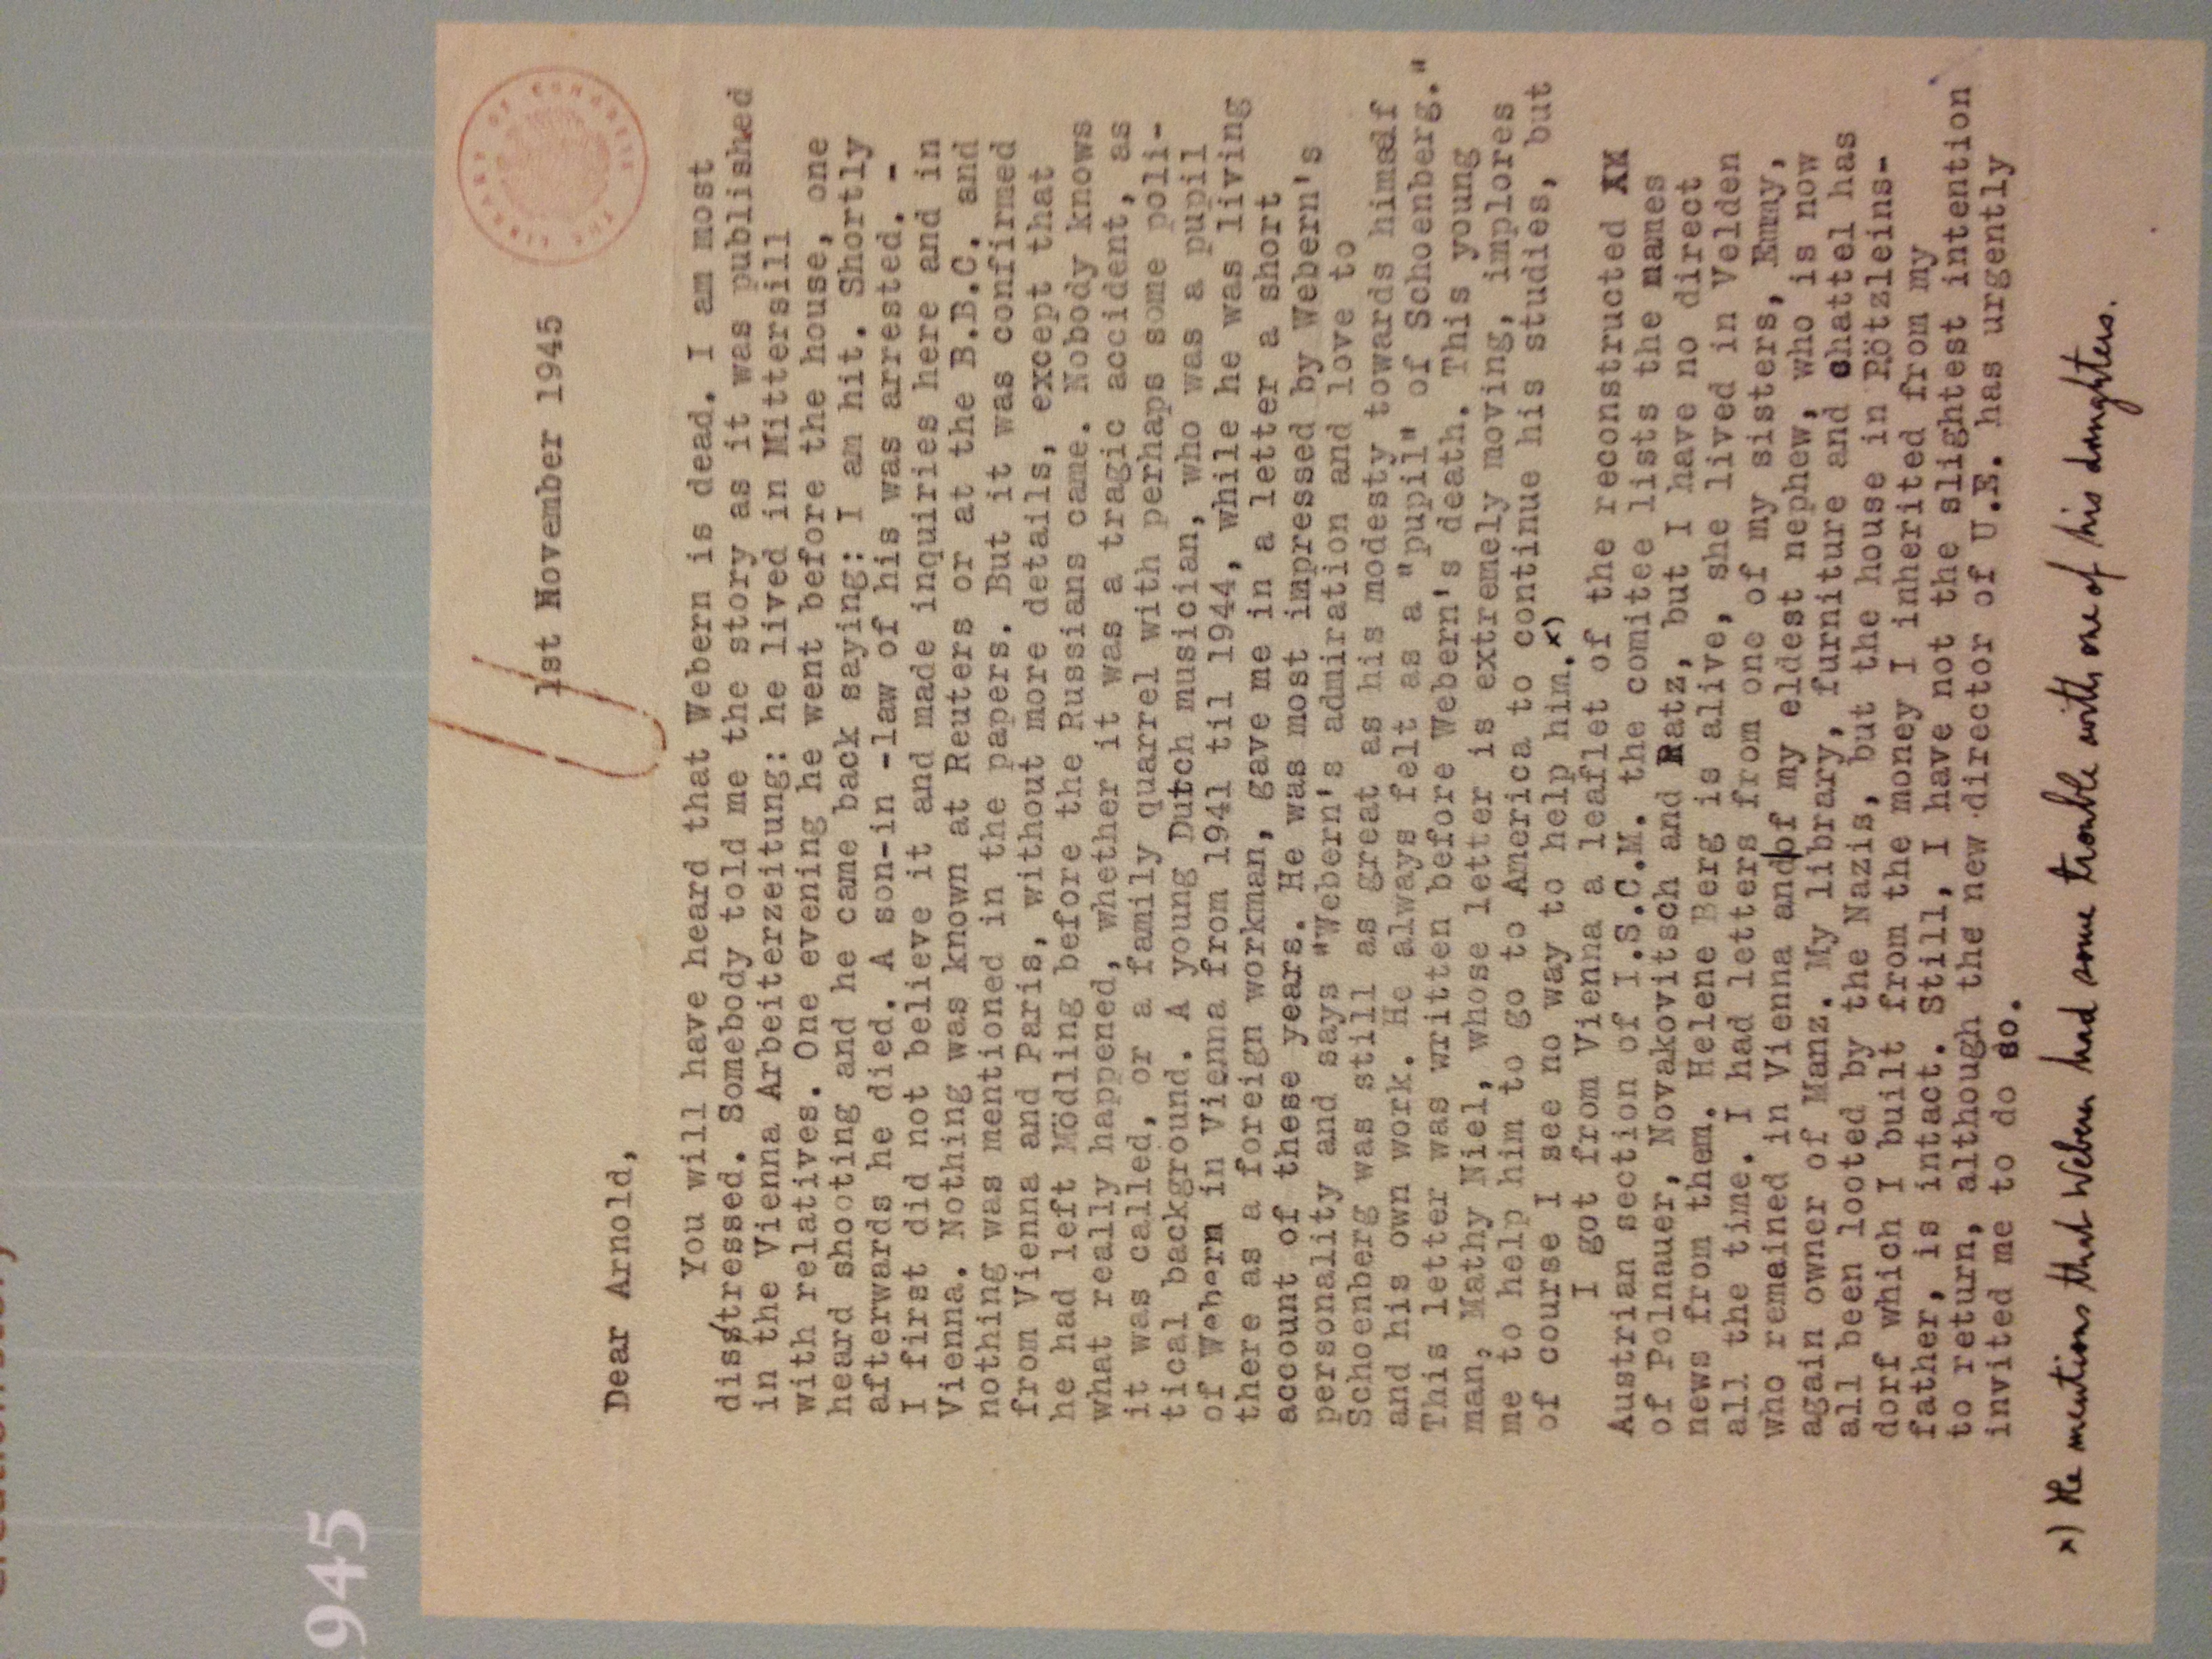 945
THE LIBRARY OF CONGRESS
1st November 1945
Dear Arnold,
You will have heard that Webern is dead. I am most
dis/tressed. Somebody told me the story as it was published
in the Vienna Arbeiterzeitung: he lived in Mittersill
with relatives. One evening he went before the house, one
heard shooting and he came back saying: I am hit. Shortly
afterwards he died. A son-in -law of his was arrested. -
I first did not believe it and made inquiries here and in
Vienna. Nothing was known at Reuters or at the B.B.C. and
nothing was mentioned in the papers. But it was confirmed
from Vienna and Paris, without more details, except that
he had left Mödling before the Russians came. Nobody knows
what really happened, whether it was a tragic accident, as
it was called, or a family quarrel with perhaps some poli-
tical background. A young Dutch musician, who was a pupil
of Webern in Vienna from 1941 til 1944, while he was living
there as a foreign workman, gave me in a letter a short
account of these years. He was most impressed by Webern's
personality and says "Webern's admiration and love to
Schoenberg was still as great as his modesty towards himself
and his own work. He always felt as a "pupil" of Schoenberg."
This letter was written before Webern's death. This young
man, Mathy Niel, whose letter is extremely moving, implores
me to help him to go to America to continue his studies, but
of course I see no way to help him. x)
I got from Vienna a leaflet of the reconstructed XX
Austrian section of I.S.C.M. the comitee lists the names
of Polnauer, Novakovitsch and Ratz, but I have no direct
news from them. Helene Berg is alive, she lived in Velden
all the time. I had letters from one of my sisters, Emmy,
who remained in Vienna and of my eldest nephew, who is now
again owner of Manz. My library, furniture and chattel has
all been looted by the Nazis, but the house in Pötzleins-
dorf which I built from the money I inherited from my
father, is intact. Still, I have not the slightest intention
to return, although the new director of U.E. has urgently
invited me to do so.
x) He mentions that Webern had some trouble with one of his daughters.